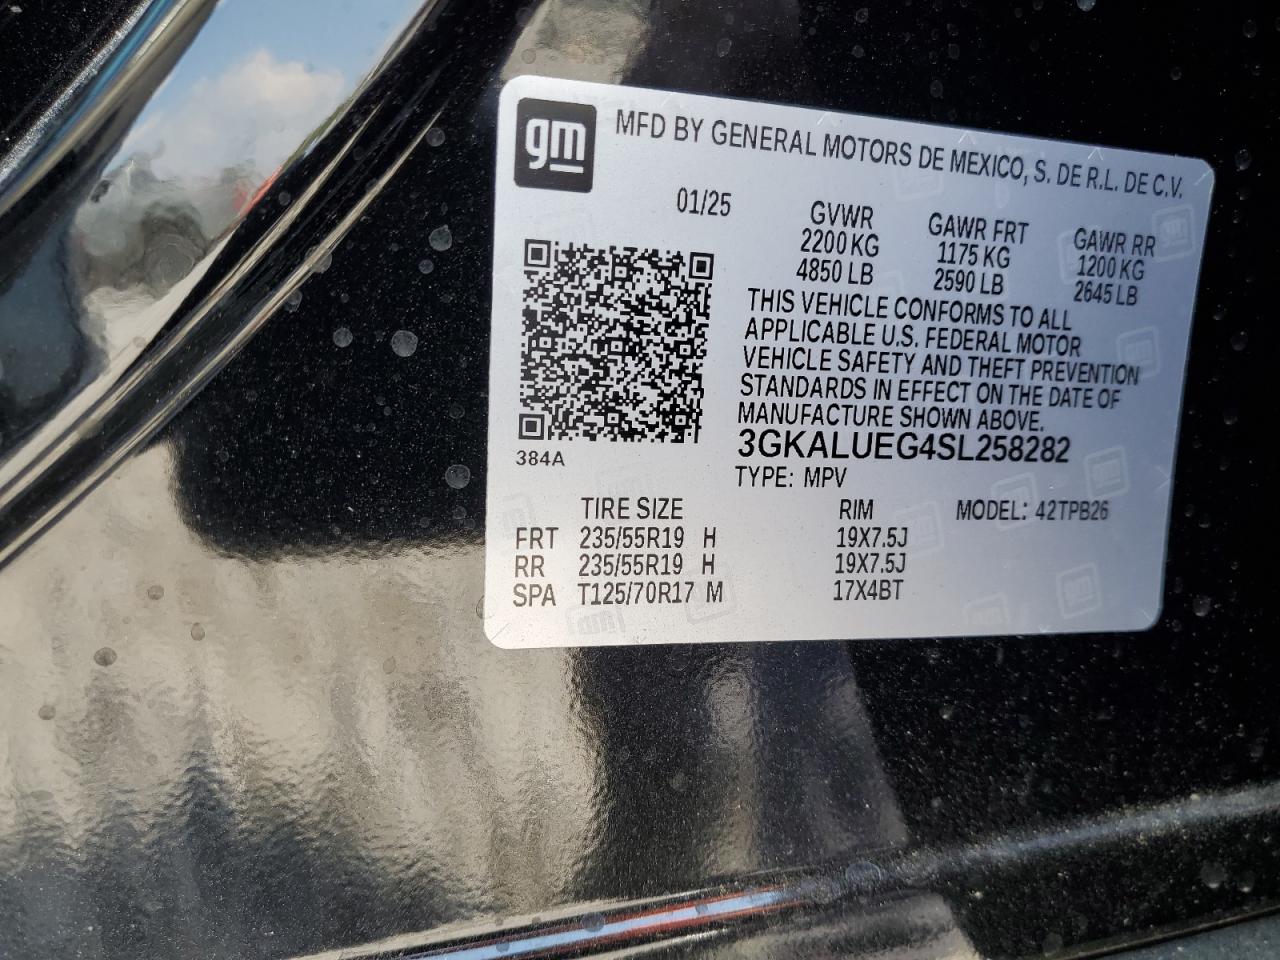 gm
MFD BY GENERAL MOTORS DE MEXICO, S. DE R.L. DE C.V.
01/25
GVWR GAWR FRT GAWR RR
2200 KG 1175 KG 1200 KG
4850 LB 2590 LB 2645 LB
THIS VEHICLE CONFORMS TO ALL
APPLICABLE U.S. FEDERAL MOTOR
VEHICLE SAFETY AND THEFT PREVENTION
STANDARDS IN EFFECT ON THE DATE OF
MANUFACTURE SHOWN ABOVE.
3GKALUEG4SL258282
384A
TYPE: MPV
TIRE SIZE RIM MODEL: 42TPB26
FRT 235/55R19 H 19X7.5J
RR 235/55R19 H 19X7.5J
SPA T125/70R17 M 17X4BT